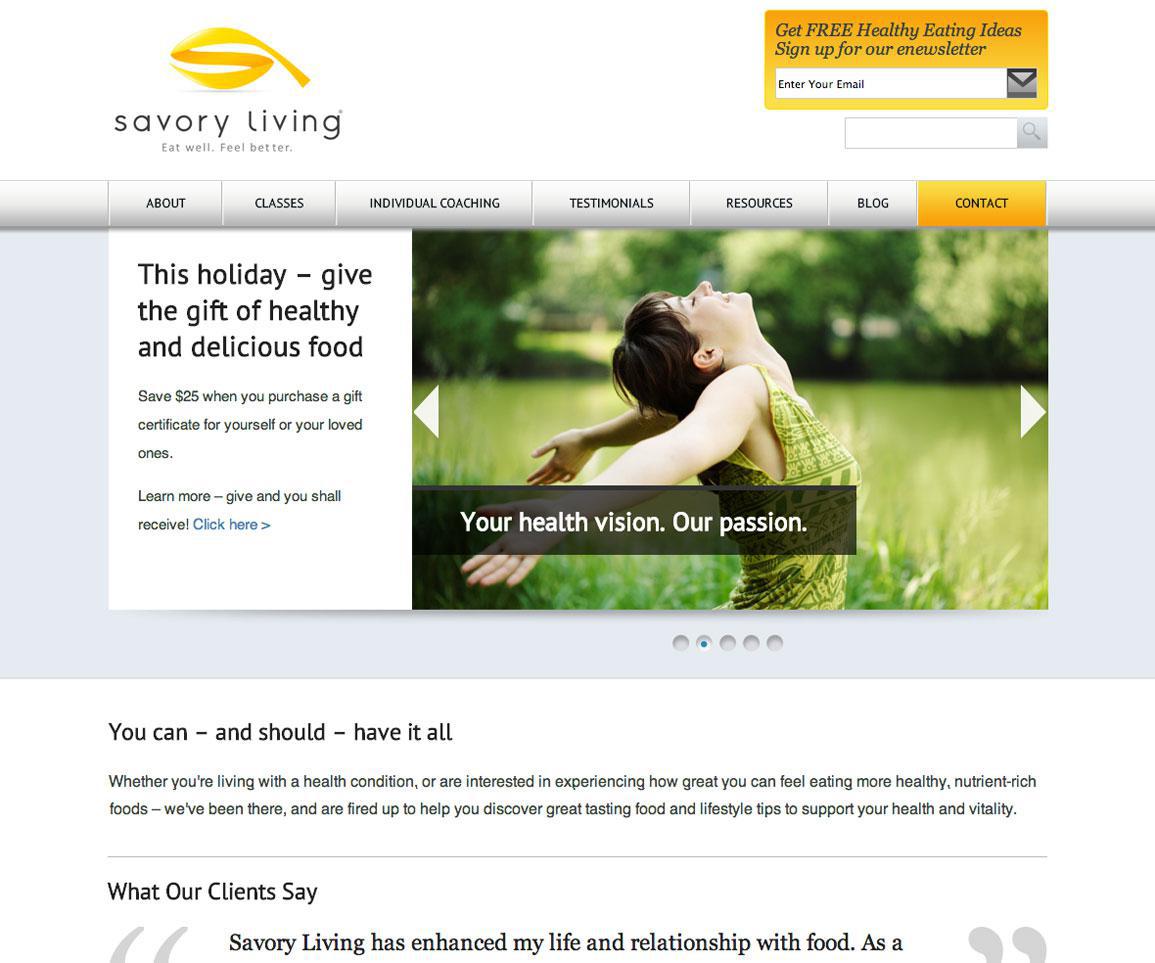 savory living®
Eat well. Feel better.
Get FREE Healthy Eating Ideas
Sign up for our enewsletter
Enter Your Email
ABOUT
CLASSES
INDIVIDUAL COACHING
TESTIMONIALS
RESOURCES
BLOG
CONTACT
This holiday – give
the gift of healthy
and delicious food
Save $25 when you purchase a gift
certificate for yourself or your loved
ones.
Learn more – give and you shall
receive! Click here >
Your health vision. Our passion.
You can – and should – have it all
Whether you're living with a health condition, or are interested in experiencing how great you can feel eating more healthy, nutrient-rich
foods – we've been there, and are fired up to help you discover great tasting food and lifestyle tips to support your health and vitality.
What Our Clients Say
“ Savory Living has enhanced my life and relationship with food. As a ”